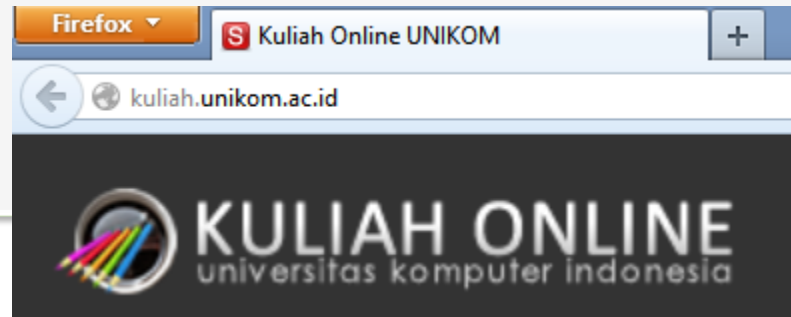 Firefox
S Kuliah Online UNIKOM +
kuliah.unikom.ac.id
KULIAH ONLINE
universitas komputer indonesia